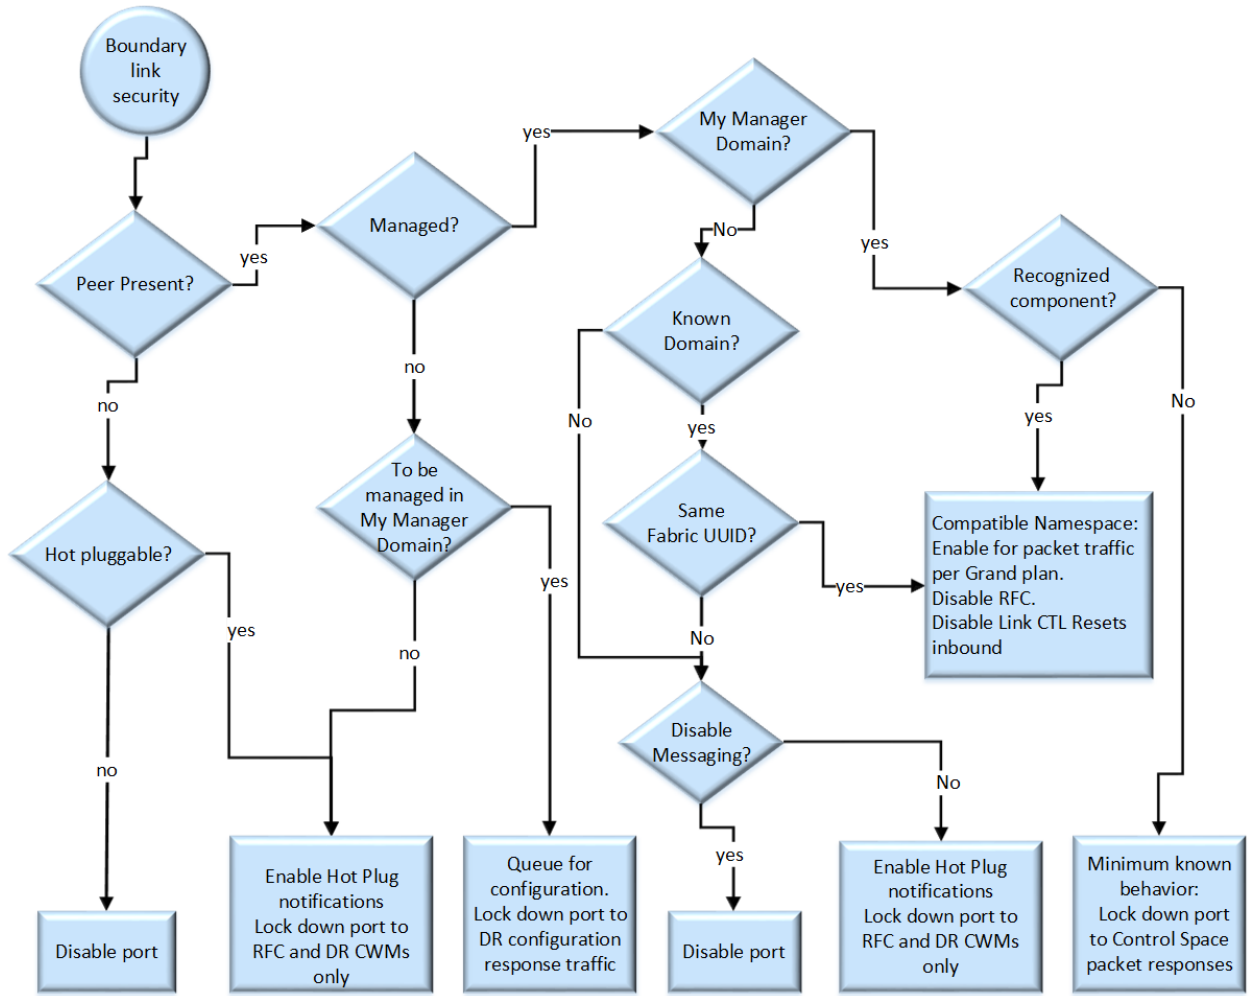 Boundary
link
security
Peer Present?
yes
no
Managed?
yes
no
My Manager
Domain?
No
yes
Recognized
component?
yes
No
Known
Domain?
No
yes
To be
managed in
My Manager
Domain?
yes
no
Same
Fabric UUID?
yes
No
Hot pluggable?
yes
no
Compatible Namespace:
Enable for packet traffic
per Grand plan.
Disable RFC.
Disable Link CTL Resets
inbound
Disable
Messaging?
No
yes
Disable port
Enable Hot Plug
notifications
Lock down port to
RFC and DR CWMs
only
Queue for
configuration.
Lock down port to
DR configuration
response traffic
Disable port
Enable Hot Plug
notifications
Lock down port to
RFC and DR CWMs
only
Minimum known
behavior:
Lock down port
to Control Space
packet responses